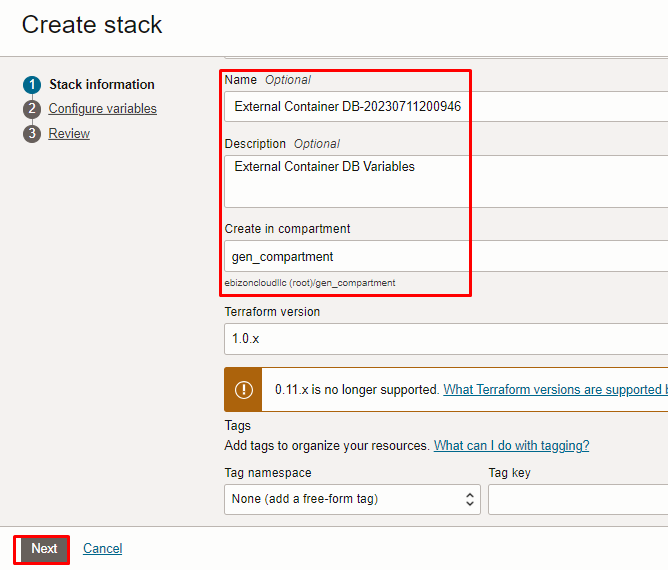 Create stack
1 Stack information
2 Configure variables
3 Review
Name Optional
External Container DB-20230711200946
Description Optional
External Container DB Variables
Create in compartment
gen_compartment
ebizoncloudllc (root)/gen_compartment
Terraform version
1.0.x
0.11.x is no longer supported. What Terraform versions are supported
Tags
Add tags to organize your resources. What can I do with tagging?
Tag namespace Tag key
None (add a free-form tag)
Next Cancel